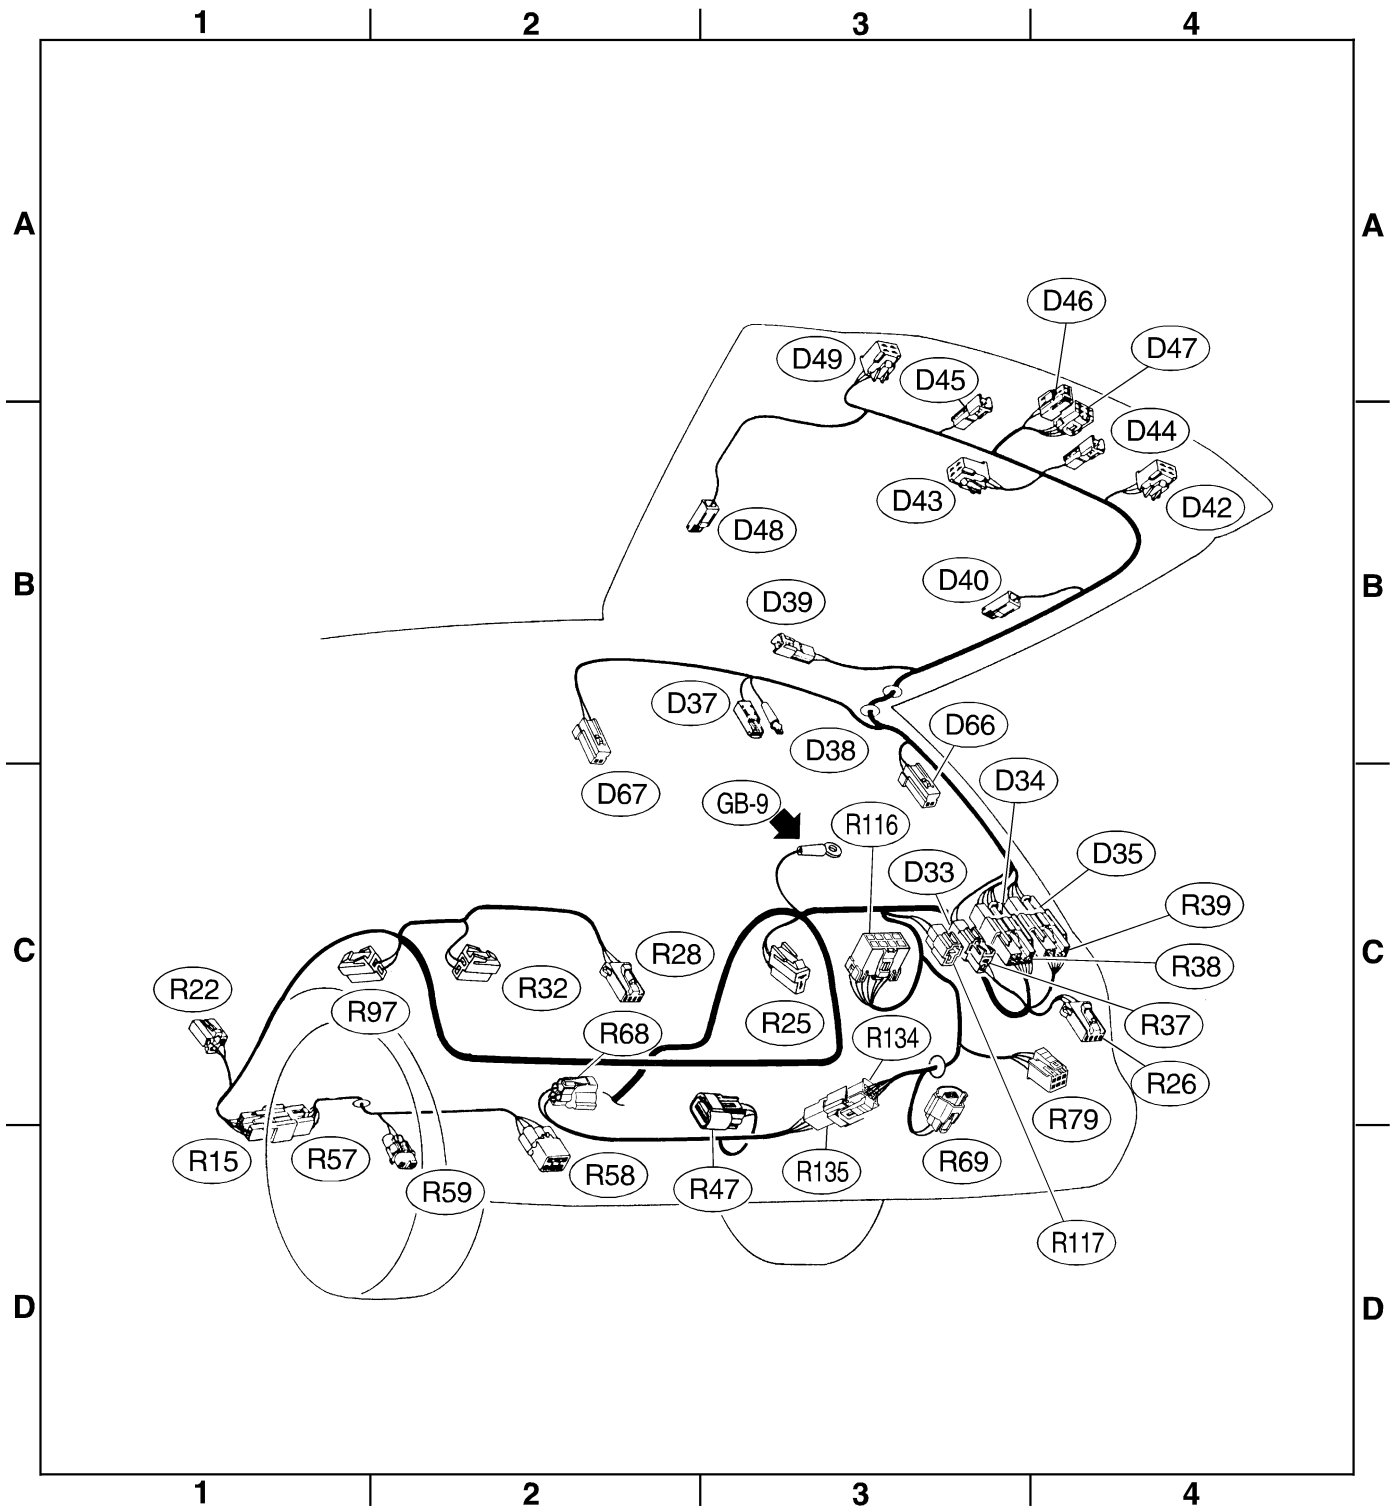 1 2 3 4
A A
D46
D47
D49
D45
D44
D43
D42
D48
D40
B B
D39
D37
D66
D38
D34
D67
GB-9
R116
D35
D33
R39
C C
R28
R38
R32
R22
R97
R25
R37
R68
R134
R26
R79
R15 R57 R58 R135 R69
R59 R47
R117
D D
1 2 3 4